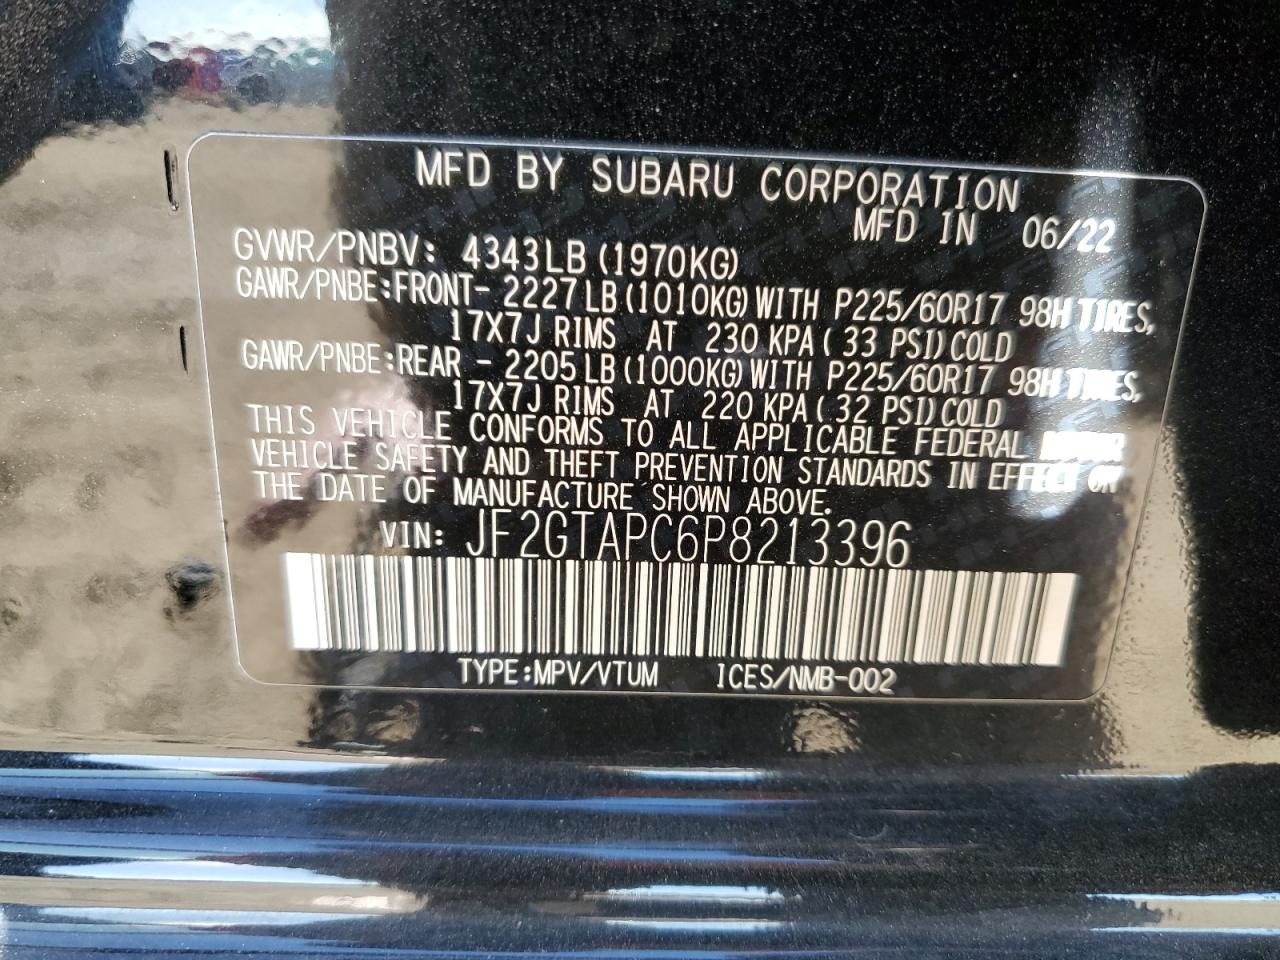 MFD BY SUBARU CORPORATION
MFD IN 06/22
GVWR/PNBV: 4343LB (1970KG)
GAWR/PNBE:FRONT- 2227LB (1010KG) WITH P225/60R17 98H TIRES,
17X7J RIMS AT 230 KPA ( 33 PSI) COLD
GAWR/PNBE:REAR - 2205LB (1000KG) WITH P225/60R17 98H TIRES,
17X7J RIMS AT 220 KPA ( 32 PSI) COLD
THIS VEHICLE CONFORMS TO ALL APPLICABLE FEDERAL MOTOR
VEHICLE SAFETY AND THEFT PREVENTION STANDARDS IN EFFECT ON
THE DATE OF MANUFACTURE SHOWN ABOVE.
VIN: JF2GTAPC6P8213396
TYPE:MPV/VTUM ICES/NMB-002